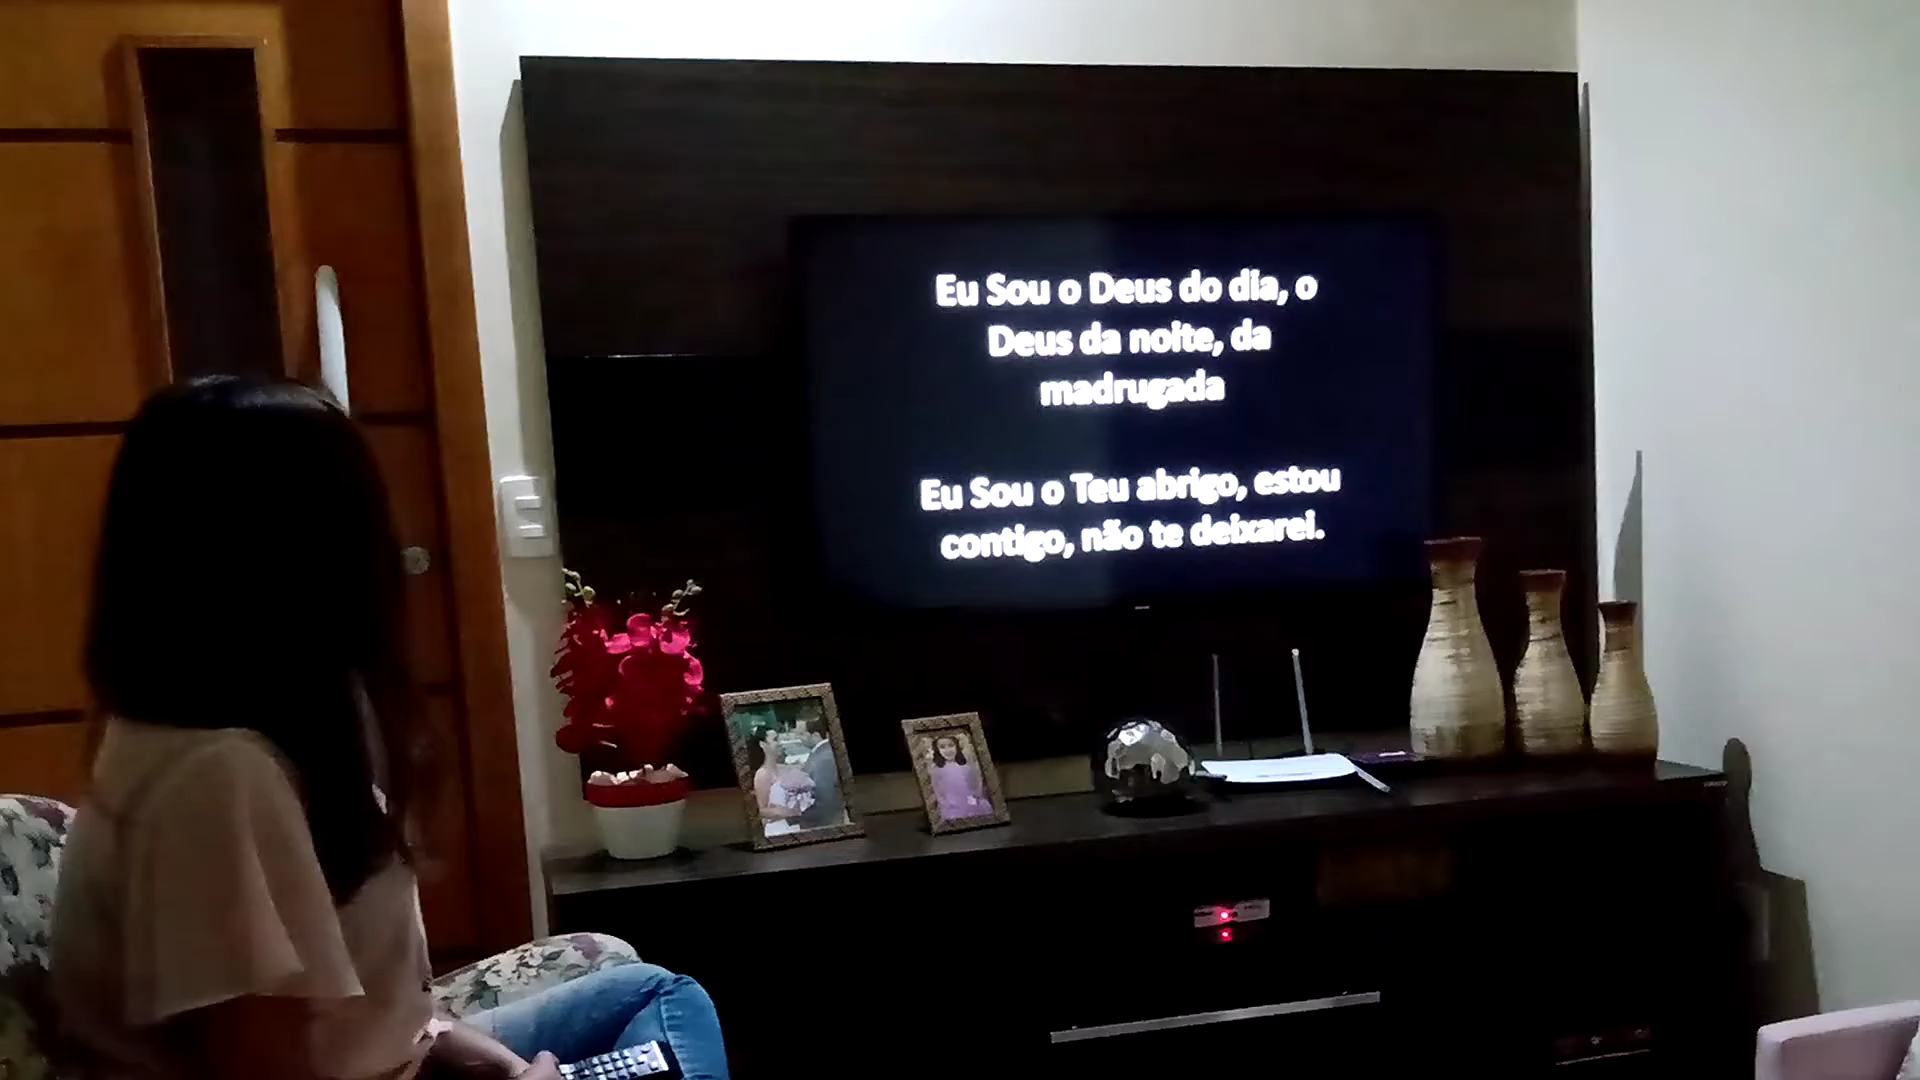 Eu Sou o Deus do dia, o
Deus da noite, da
madrugada
Eu Sou o Teu abrigo, estou
contigo, não te deixarei.